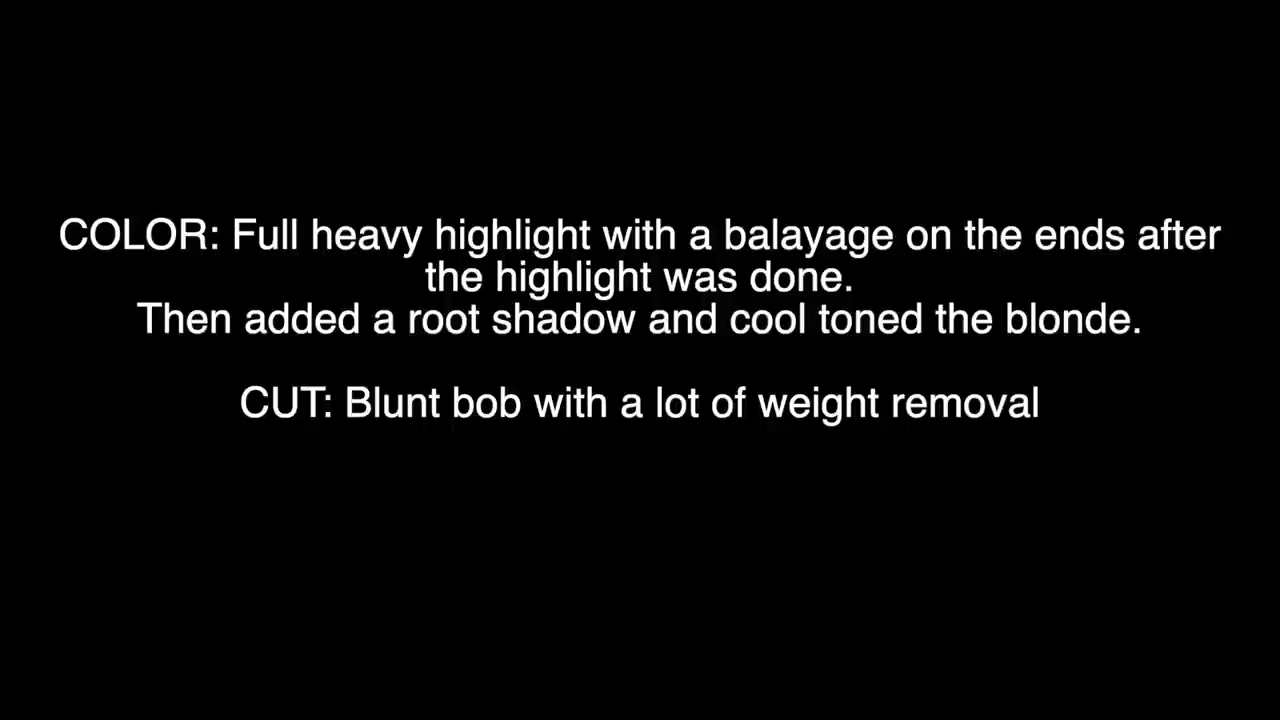 COLOR: Full heavy highlight with a balayage on the ends after
the highlight was done.
Then added a root shadow and cool toned the blonde.
CUT: Blunt bob with a lot of weight removal